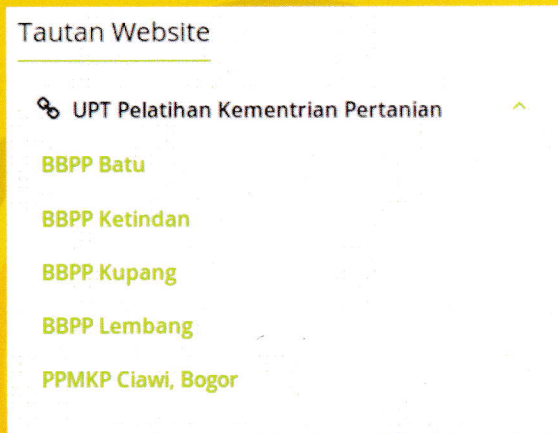 Tautan Website
UPT Pelatihan Kementrian Pertanian
BBPP Batu
BBPP Ketindan
BBPP Kupang
BBPP Lembang
PPMKP Ciawi, Bogor